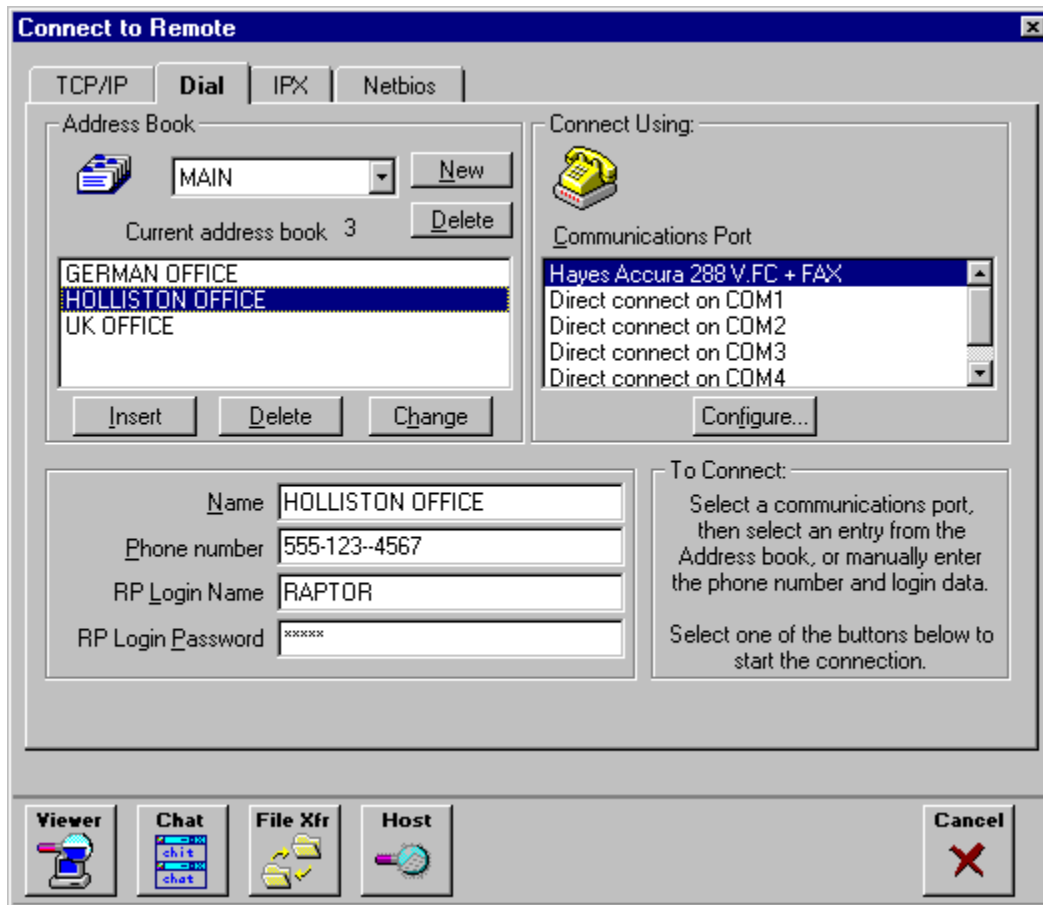 Connect to Remote
TCP/IP Dial IPX Netbios
Address Book
MAIN
New
Delete
Current address book 3
GERMAN OFFICE
HOLLISTON OFFICE
UK OFFICE
Insert Delete Change
Connect Using:
Communications Port
Hayes Accura 288 V.FC + FAX
Direct connect on COM1
Direct connect on COM2
Direct connect on COM3
Direct connect on COM4
Configure...
Name HOLLISTON OFFICE
Phone number 555-123--4567
RP Login Name RAPTOR
RP Login Password *****
To Connect:
Select a communications port,
then select an entry from the
Address book, or manually enter
the phone number and login data.
Select one of the buttons below to
start the connection.
Viewer Chat File Xfr Host Cancel
chit
chat